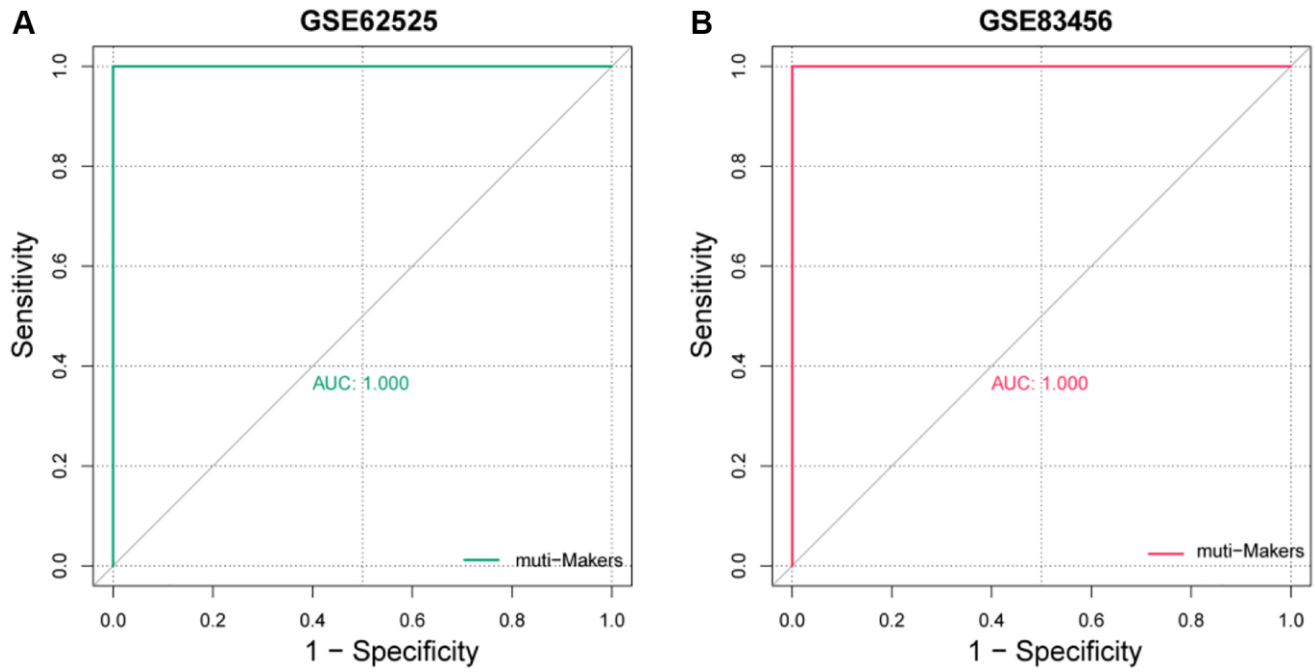 A
GSE62525
1.0
0.8
0.6
0.4
0.2
0.0
Sensitivity
AUC: 1.000
muti−Makers
0.0 0.2 0.4 0.6 0.8 1.0
1 − Specificity
B
GSE83456
1.0
0.8
0.6
0.4
0.2
0.0
Sensitivity
AUC: 1.000
muti−Makers
0.0 0.2 0.4 0.6 0.8 1.0
1 − Specificity